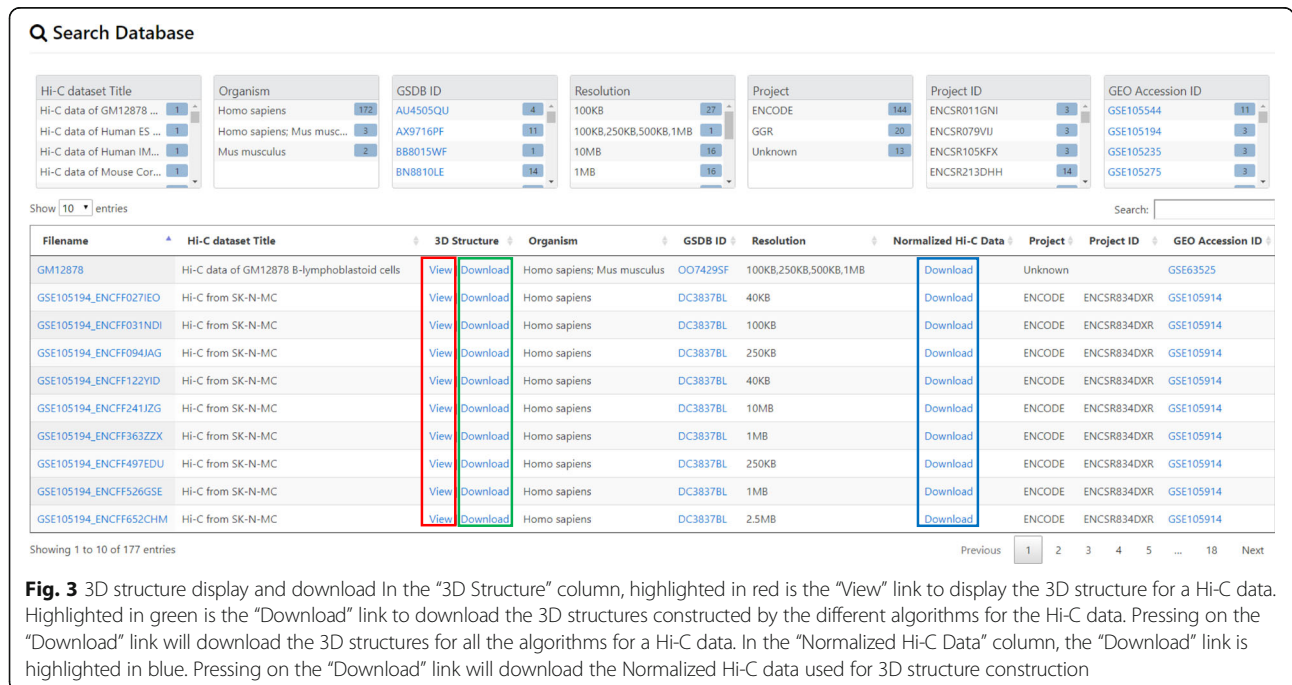 Search Database
Hi-C dataset Title
Hi-C data of GM12878 ... 1
Hi-C data of Human ES ... 1
Hi-C data of Human IM... 1
Hi-C data of Mouse Cor... 1
Organism
Homo sapiens 172
Homo sapiens; Mus musc... 3
Mus musculus 2
GSDB ID
AU4505QU 4
AX9716PF 11
BB8015WF 1
BN8810LE 14
Resolution
100KB 27
100KB,250KB,500KB,1MB 1
10MB 16
1MB 16
Project
ENCODE 144
GGR 20
Unknown 13
Project ID
ENCSR011GNI 3
ENCSR079VIJ 3
ENCSR105KFX 3
ENCSR213DHH 14
GEO Accession ID
GSE105544 11
GSE105194 3
GSE105235 3
GSE105275 3
Show 10 entries
Search:
Filename Hi-C dataset Title 3D Structure Organism GSDB ID Resolution Normalized Hi-C Data Project Project ID GEO Accession ID
GM12878 Hi-C data of GM12878 B-lymphoblastoid cells View Download Homo sapiens; Mus musculus OO7429SF 100KB,250KB,500KB,1MB Download Unknown GSE63525
GSE105194_ENCFF027IEO Hi-C from SK-N-MC View Download Homo sapiens DC3837BL 40KB Download ENCODE ENCSR834DXR GSE105914
GSE105194_ENCFF031NDI Hi-C from SK-N-MC View Download Homo sapiens DC3837BL 100KB Download ENCODE ENCSR834DXR GSE105914
GSE105194_ENCFF094JAG Hi-C from SK-N-MC View Download Homo sapiens DC3837BL 250KB Download ENCODE ENCSR834DXR GSE105914
GSE105194_ENCFF122YID Hi-C from SK-N-MC View Download Homo sapiens DC3837BL 40KB Download ENCODE ENCSR834DXR GSE105914
GSE105194_ENCFF241JZG Hi-C from SK-N-MC View Download Homo sapiens DC3837BL 10MB Download ENCODE ENCSR834DXR GSE105914
GSE105194_ENCFF363ZZX Hi-C from SK-N-MC View Download Homo sapiens DC3837BL 1MB Download ENCODE ENCSR834DXR GSE105914
GSE105194_ENCFF497EDU Hi-C from SK-N-MC View Download Homo sapiens DC3837BL 250KB Download ENCODE ENCSR834DXR GSE105914
GSE105194_ENCFF526GSE Hi-C from SK-N-MC View Download Homo sapiens DC3837BL 1MB Download ENCODE ENCSR834DXR GSE105914
GSE105194_ENCFF652CHM Hi-C from SK-N-MC View Download Homo sapiens DC3837BL 2.5MB Download ENCODE ENCSR834DXR GSE105914
Showing 1 to 10 of 177 entries
Previous 1 2 3 4 5 ... 18 Next
Fig. 3 3D structure display and download In the “3D Structure” column, highlighted in red is the “View” link to display the 3D structure for a Hi-C data.
Highlighted in green is the “Download” link to download the 3D structures constructed by the different algorithms for the Hi-C data. Pressing on the
“Download” link will download the 3D structures for all the algorithms for a Hi-C data. In the “Normalized Hi-C Data” column, the “Download” link is
highlighted in blue. Pressing on the “Download” link will download the Normalized Hi-C data used for 3D structure construction